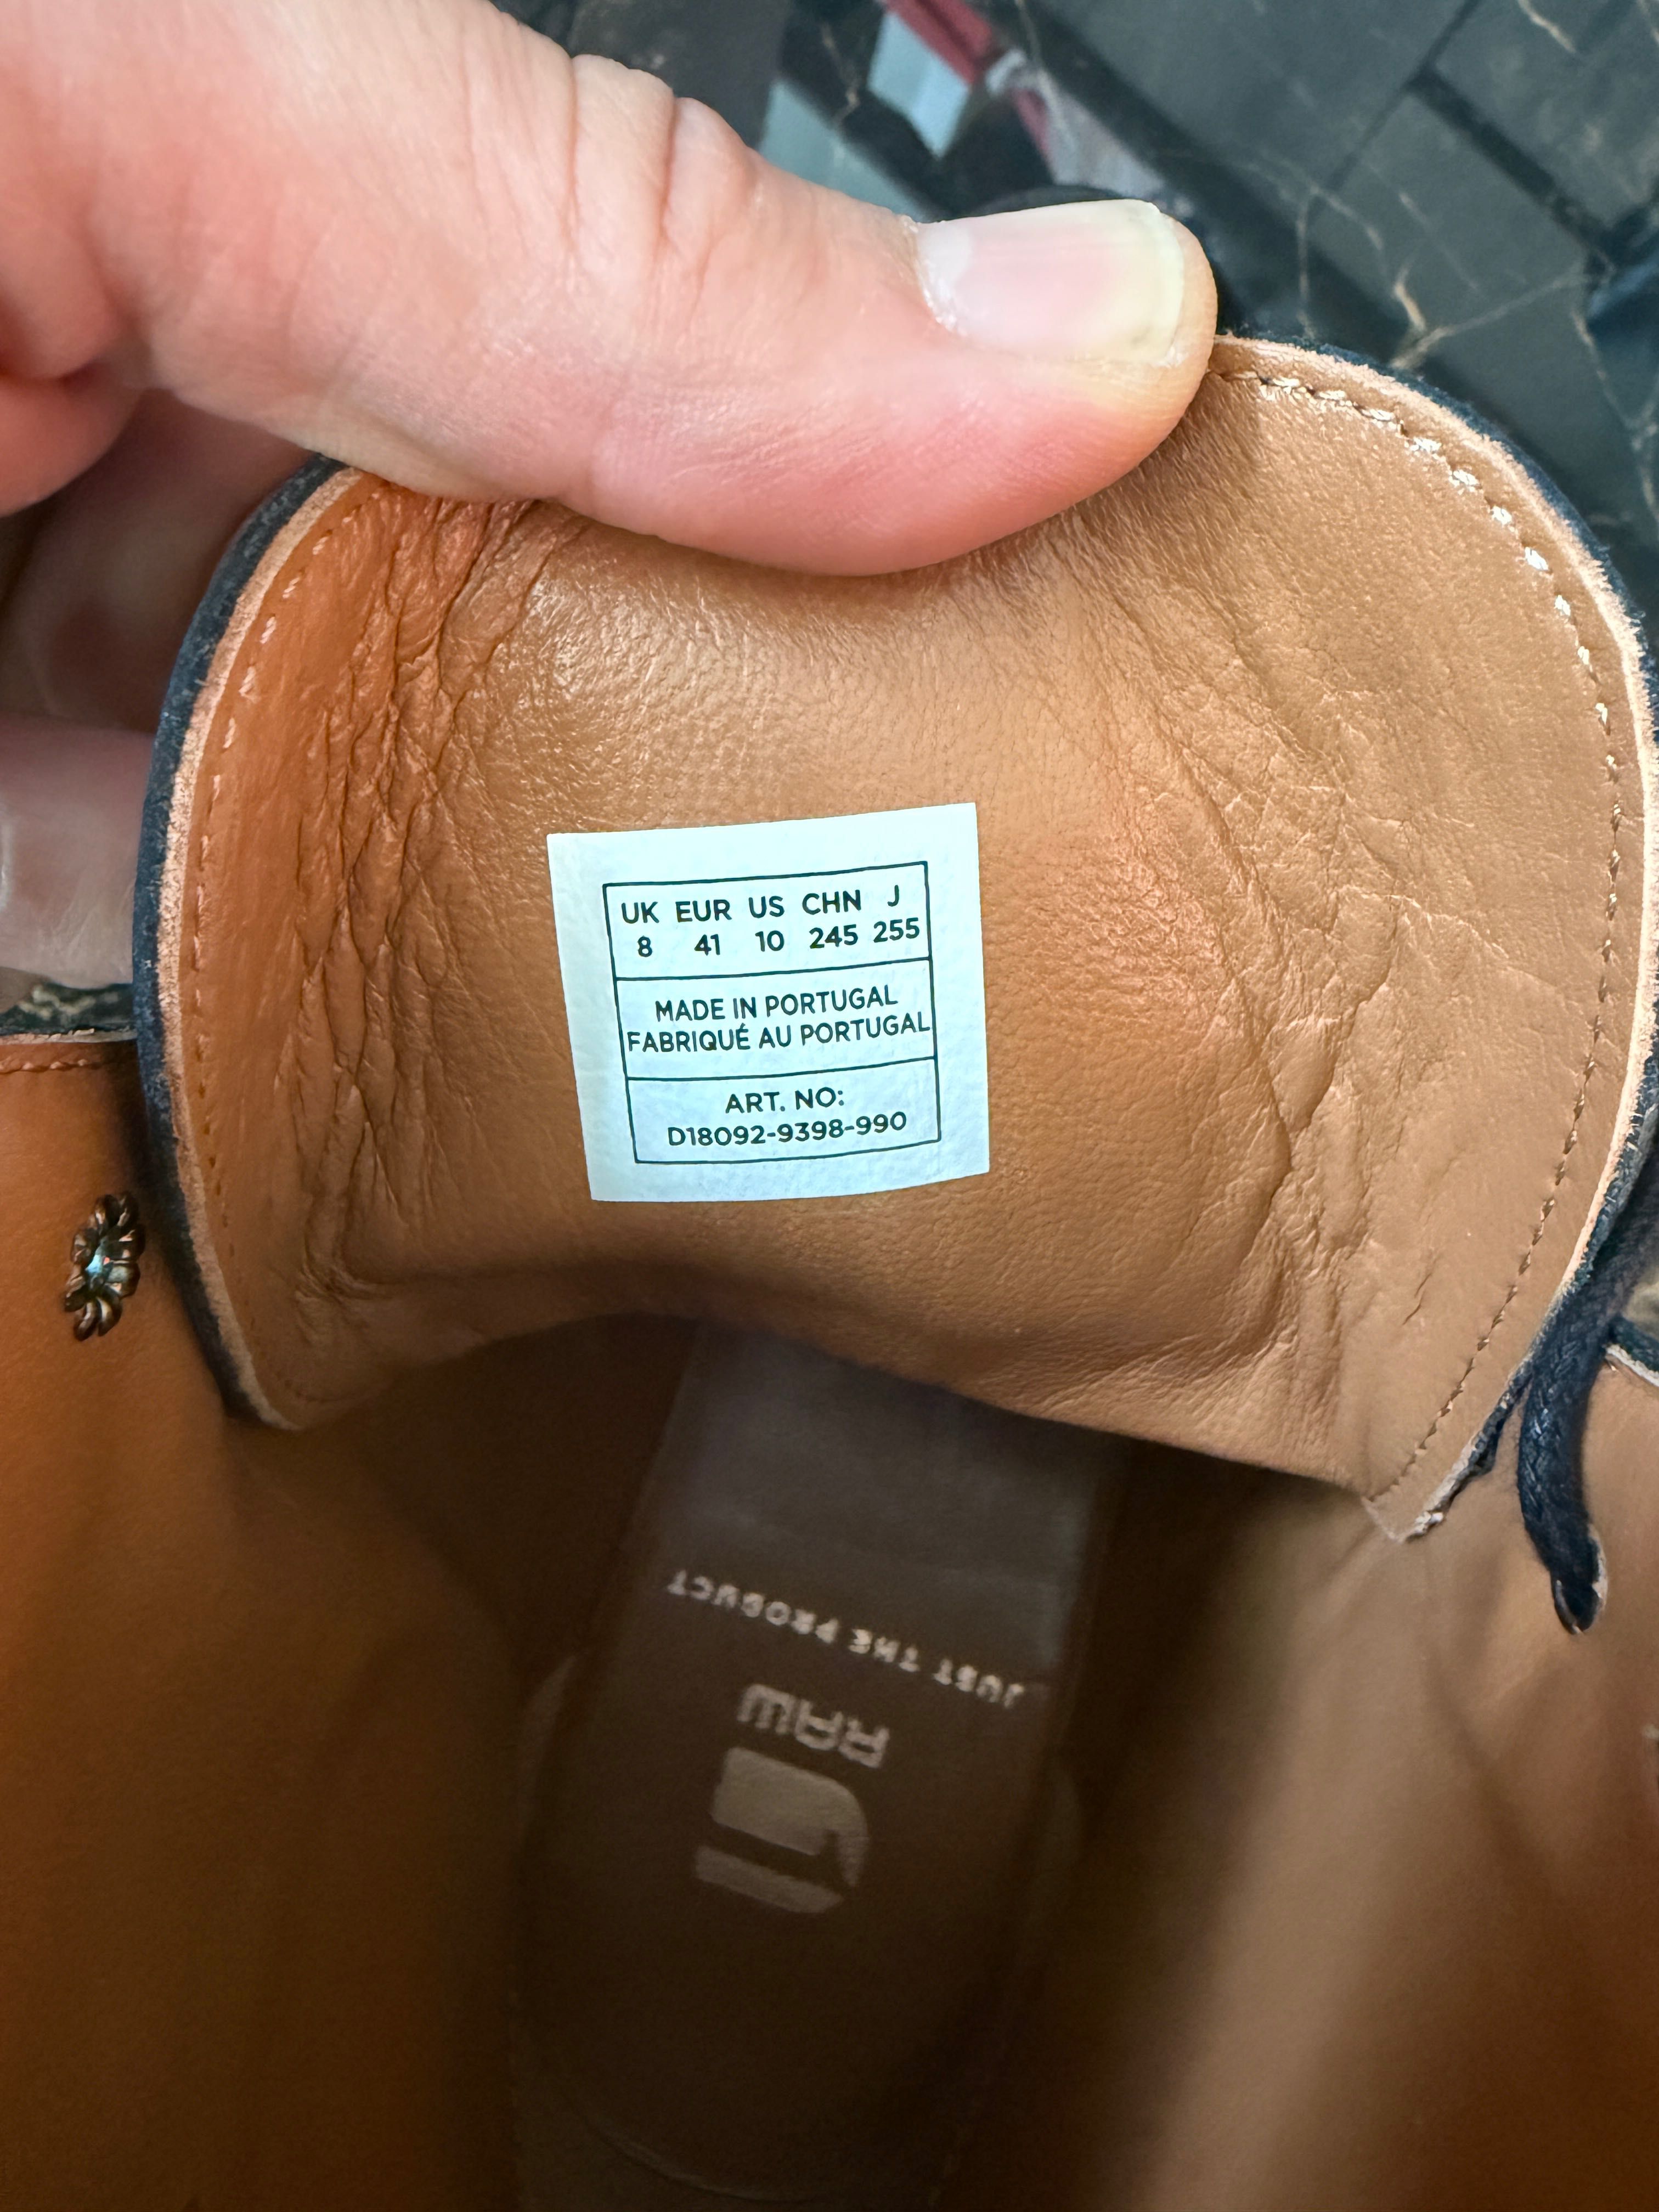 UK EUR US CHN J
8 41 10 245 255
MADE IN PORTUGAL
FABRIQUÉ AU PORTUGAL
ART. NO:
D18092-9398-990
JUST THE PRODUCT
RAW
G